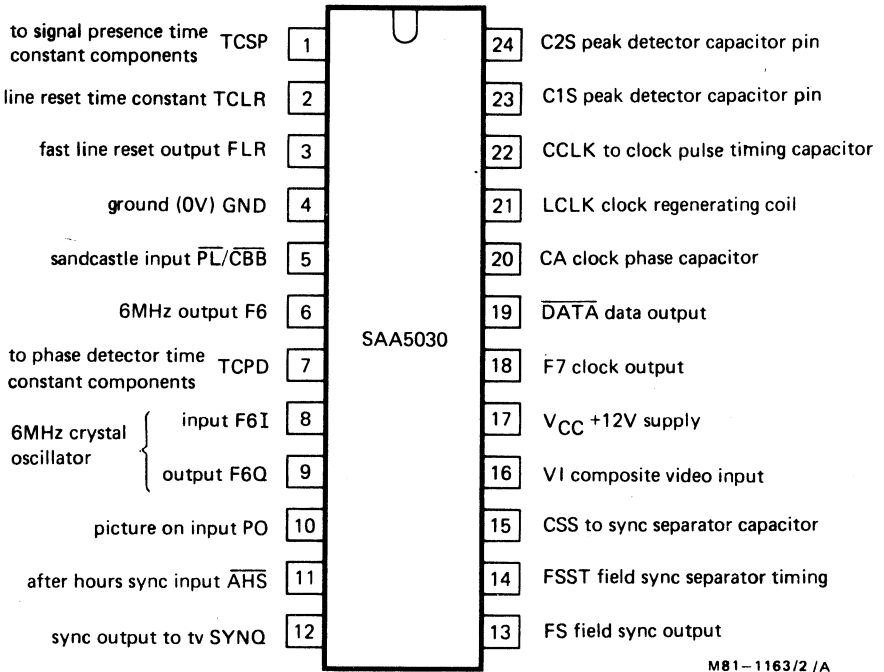 to signal presence time
constant components TCSP 1
24 C2S peak detector capacitor pin
line reset time constant TCLR 2
23 C1S peak detector capacitor pin
fast line reset output FLR 3
22 CCLK to clock pulse timing capacitor
ground (0V) GND 4
21 LCLK clock regenerating coil
sandcastle input P̅L̅/C̅B̅B̅ 5
20 CA clock phase capacitor
6MHz output F6 6
19 D̅A̅T̅A̅ data output
SAA5030
to phase detector time
constant components TCPD 7
18 F7 clock output
6MHz crystal
oscillator
input F6I 8
17 VCC +12V supply
output F6Q 9
16 VI composite video input
picture on input PO 10
15 CSS to sync separator capacitor
after hours sync input A̅H̅S̅ 11
14 FSST field sync separator timing
sync output to tv SYNQ 12
13 FS field sync output
M81-1163/2/A